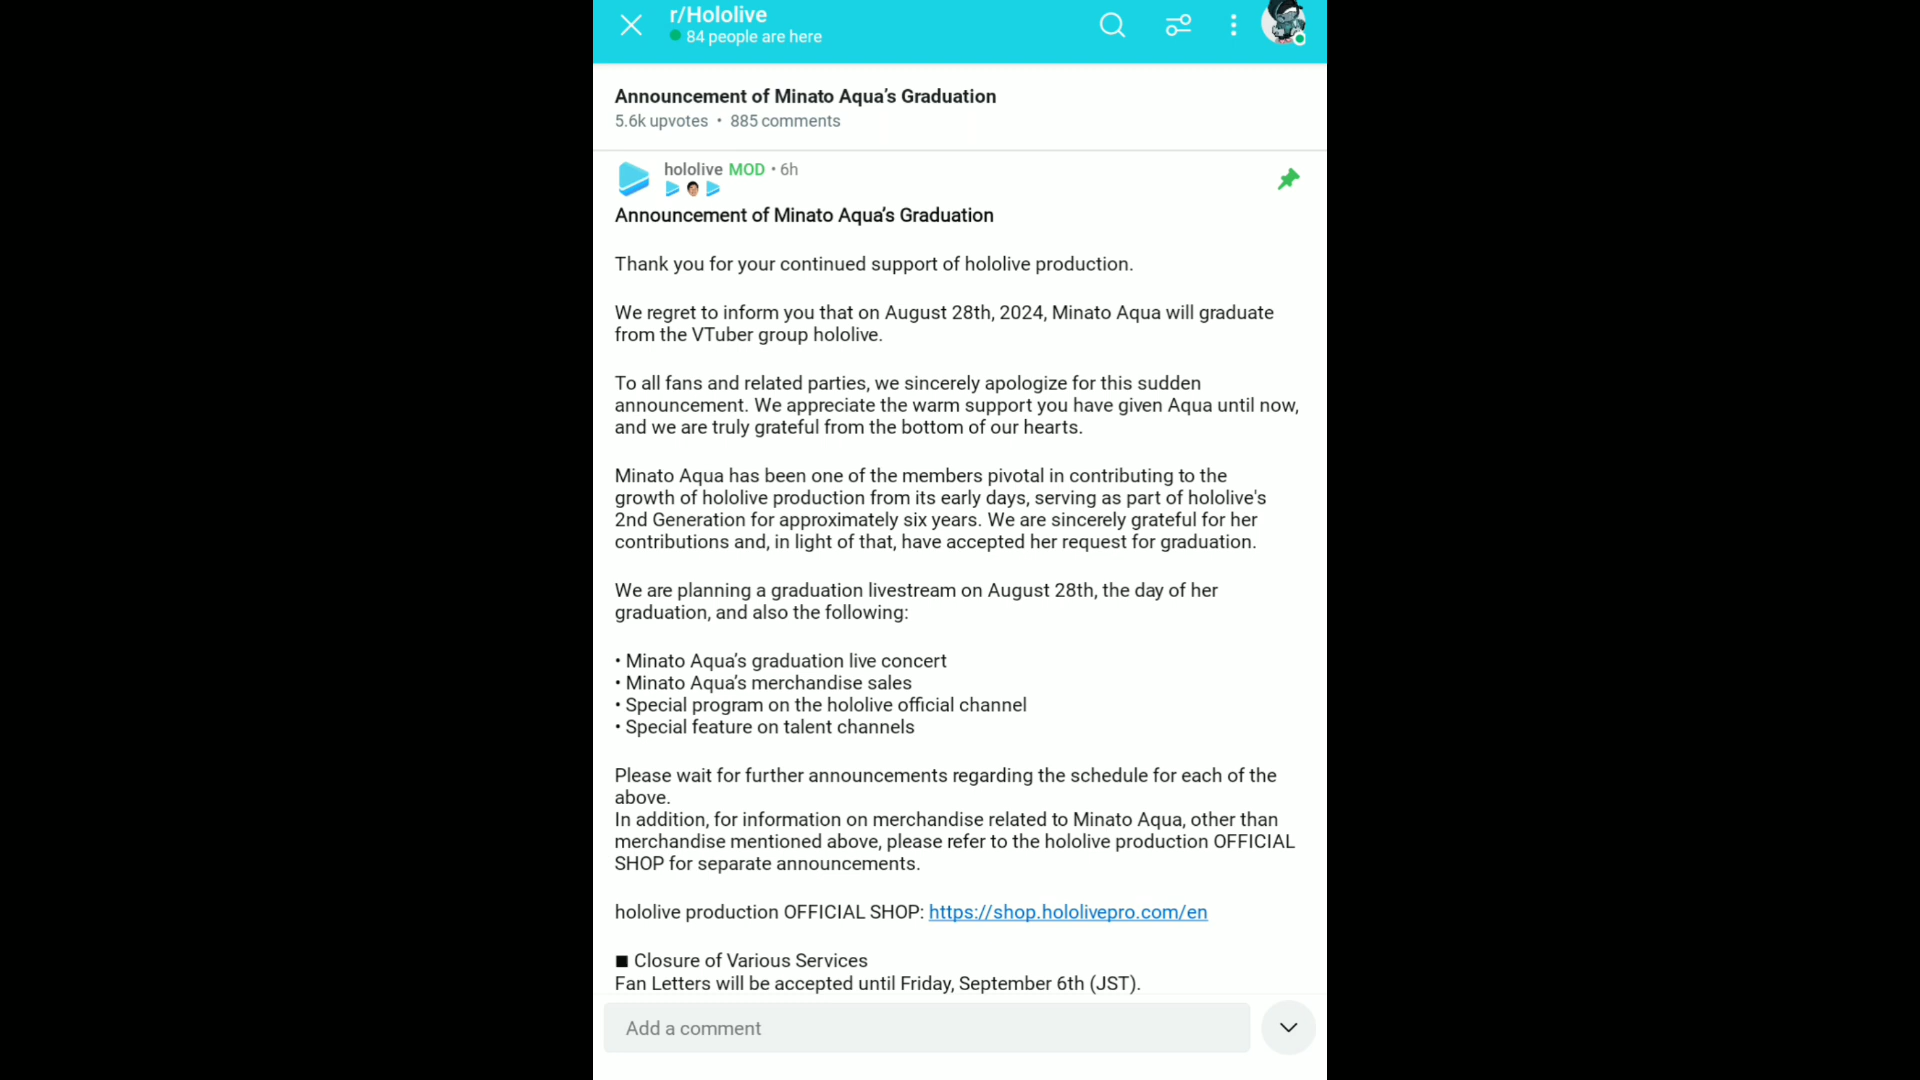 r/Hololive
84 people are here
Announcement of Minato Aqua’s Graduation
5.6k upvotes • 885 comments
hololive MOD • 6h
Announcement of Minato Aqua’s Graduation
Thank you for your continued support of hololive production.
We regret to inform you that on August 28th, 2024, Minato Aqua will graduate
from the VTuber group hololive.
To all fans and related parties, we sincerely apologize for this sudden
announcement. We appreciate the warm support you have given Aqua until now,
and we are truly grateful from the bottom of our hearts.
Minato Aqua has been one of the members pivotal in contributing to the
growth of hololive production from its early days, serving as part of hololive's
2nd Generation for approximately six years. We are sincerely grateful for her
contributions and, in light of that, have accepted her request for graduation.
We are planning a graduation livestream on August 28th, the day of her
graduation, and also the following:
• Minato Aqua’s graduation live concert
• Minato Aqua’s merchandise sales
• Special program on the hololive official channel
• Special feature on talent channels
Please wait for further announcements regarding the schedule for each of the
above.
In addition, for information on merchandise related to Minato Aqua, other than
merchandise mentioned above, please refer to the hololive production OFFICIAL
SHOP for separate announcements.
hololive production OFFICIAL SHOP: https://shop.hololivepro.com/en
■ Closure of Various Services
Fan Letters will be accepted until Friday, September 6th (JST).
Add a comment